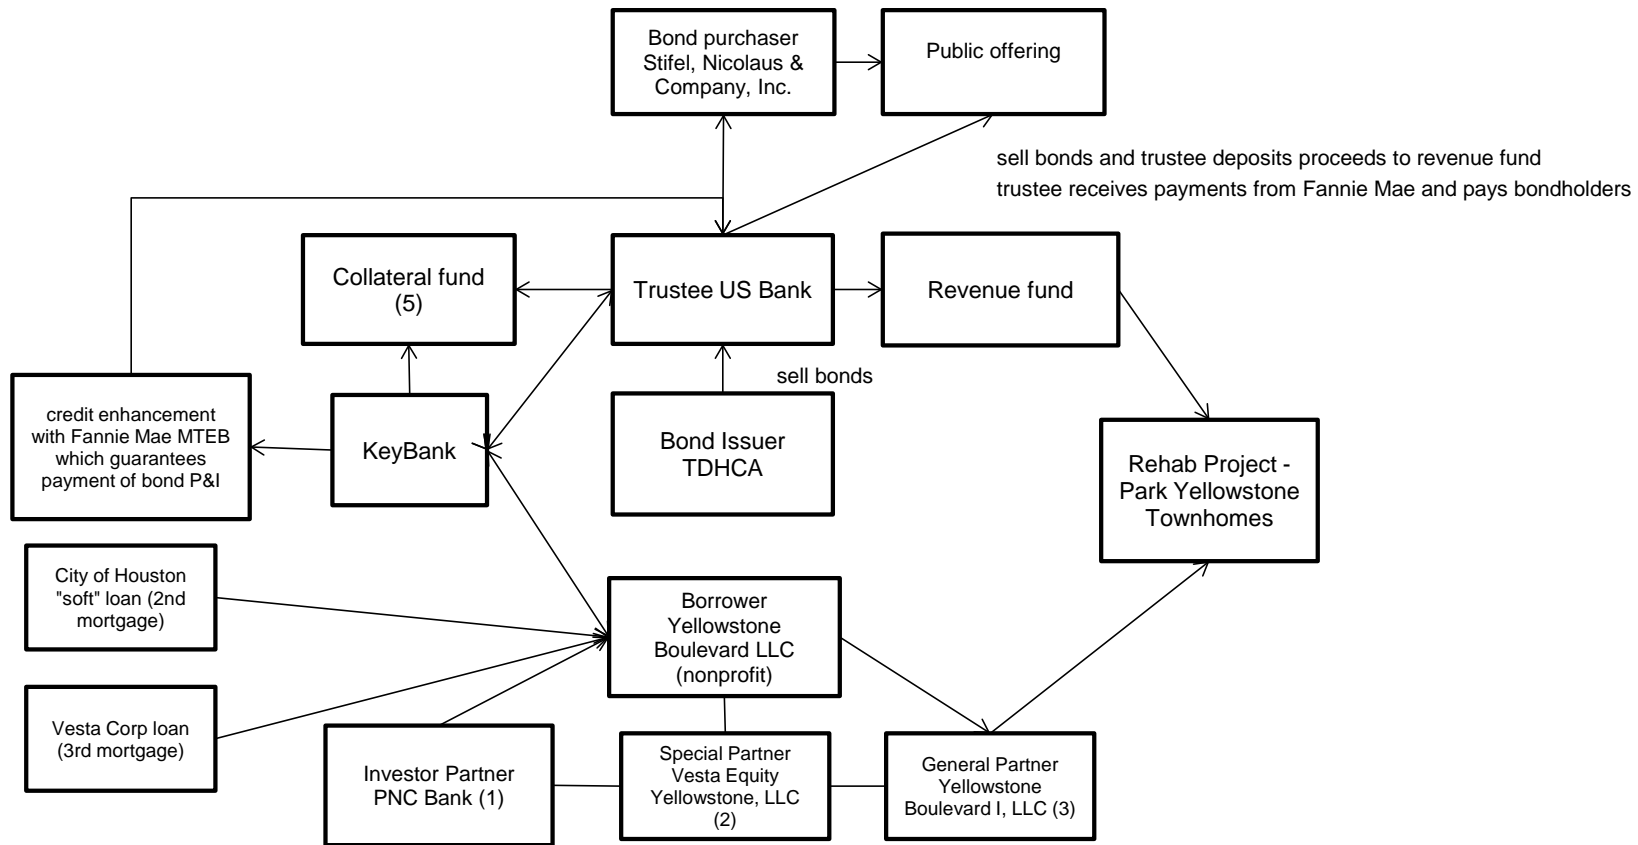 Bond purchaser
Stifel, Nicolaus &
Company, Inc.
Public offering
sell bonds and trustee deposits proceeds to revenue fund
trustee receives payments from Fannie Mae and pays bondholders
Collateral fund
(5)
Trustee US Bank
Revenue fund
sell bonds
credit enhancement
with Fannie Mae MTEB
which guarantees
payment of bond P&I
KeyBank
Bond Issuer
TDHCA
Rehab Project -
Park Yellowstone
Townhomes
City of Houston
"soft" loan (2nd
mortgage)
Borrower
Yellowstone
Boulevard LLC
(nonprofit)
Vesta Corp loan
(3rd mortgage)
Investor Partner
PNC Bank (1)
Special Partner
Vesta Equity
Yellowstone, LLC
(2)
General Partner
Yellowstone
Boulevard I, LLC (3)